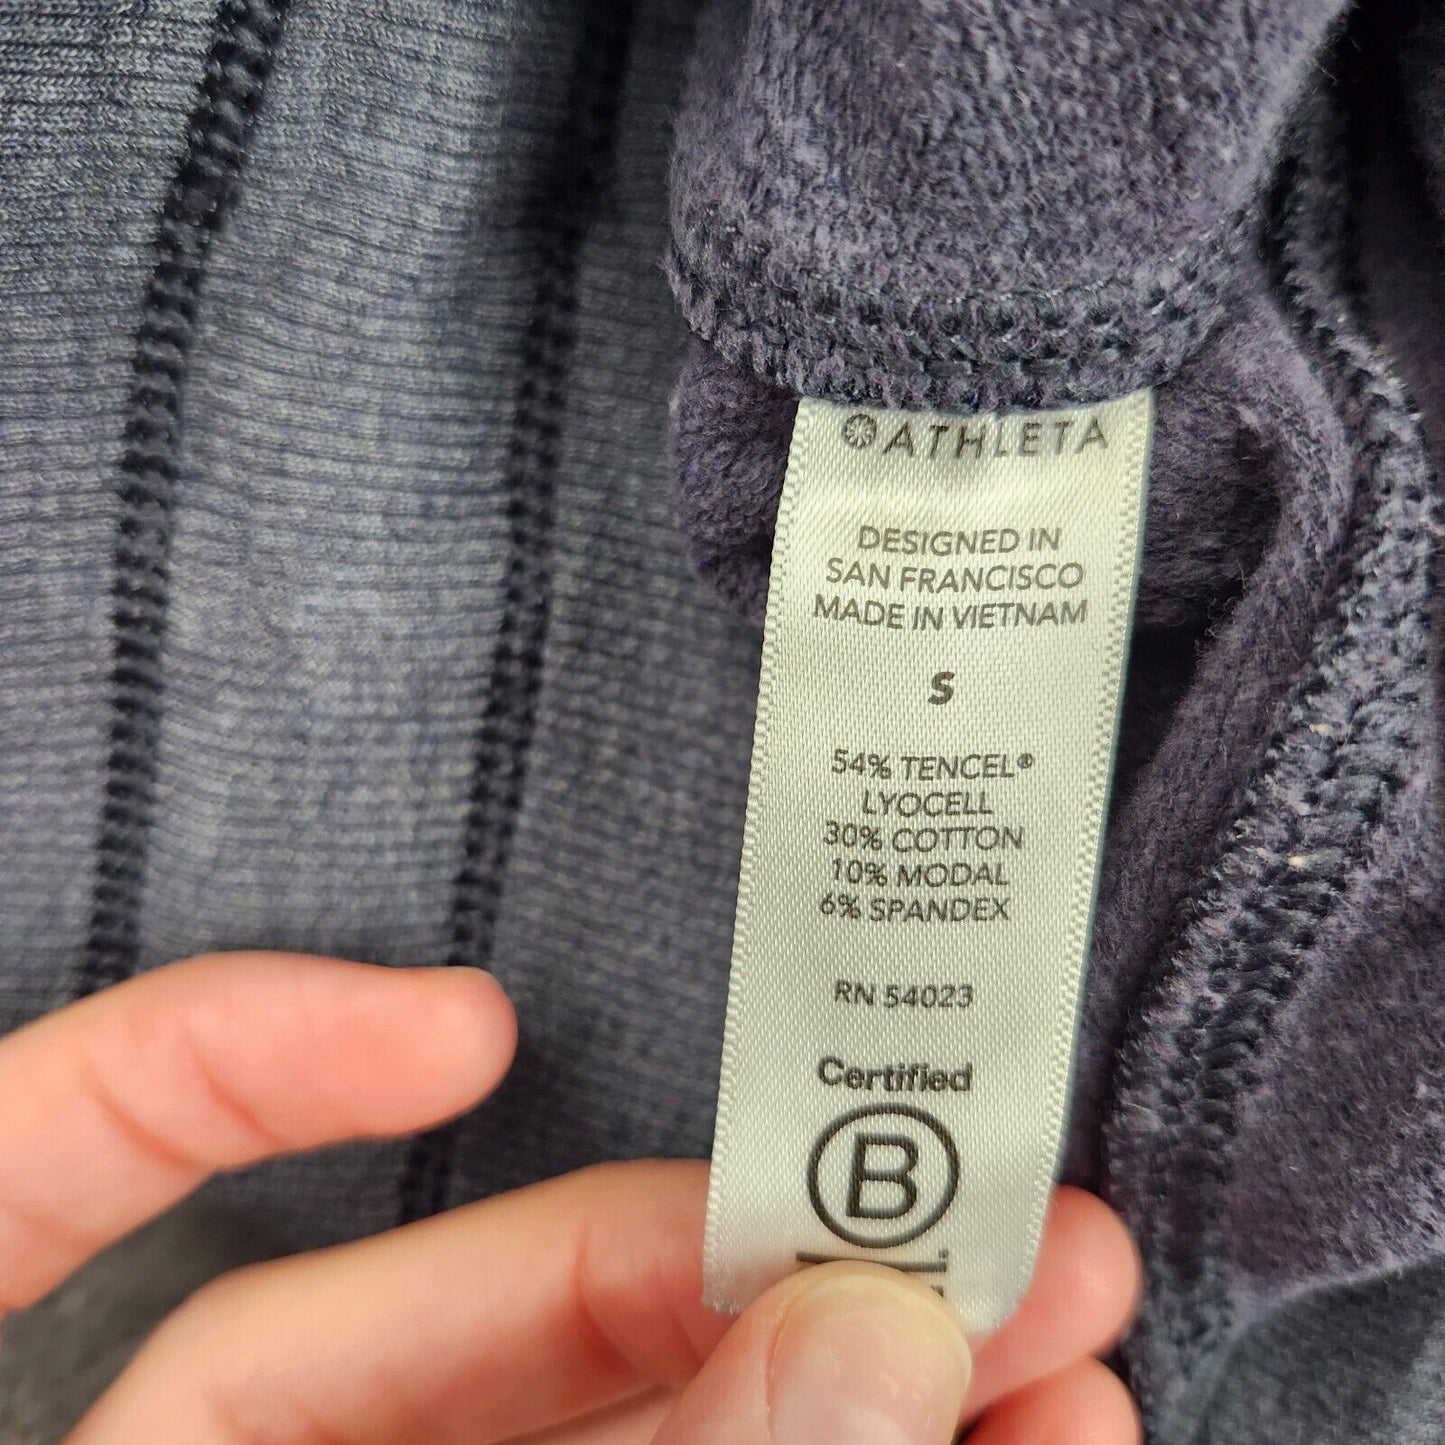 ATHLETA
DESIGNED IN
SAN FRANCISCO
MADE IN VIETNAM
S
54% TENCEL®
LYOCELL
30% COTTON
10% MODAL
6% SPANDEX
RN 54023
Certified
B